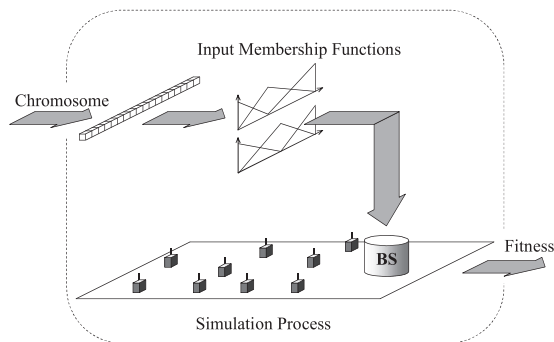 Input Membership Functions
Chromosome
BS
Fitness
Simulation Process